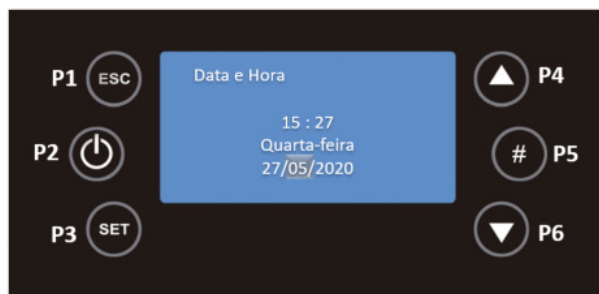 P1 ESC
P2
P3 SET
Data e Hora
15 : 27
Quarta-feira
27/05/2020
P4
# P5
P6